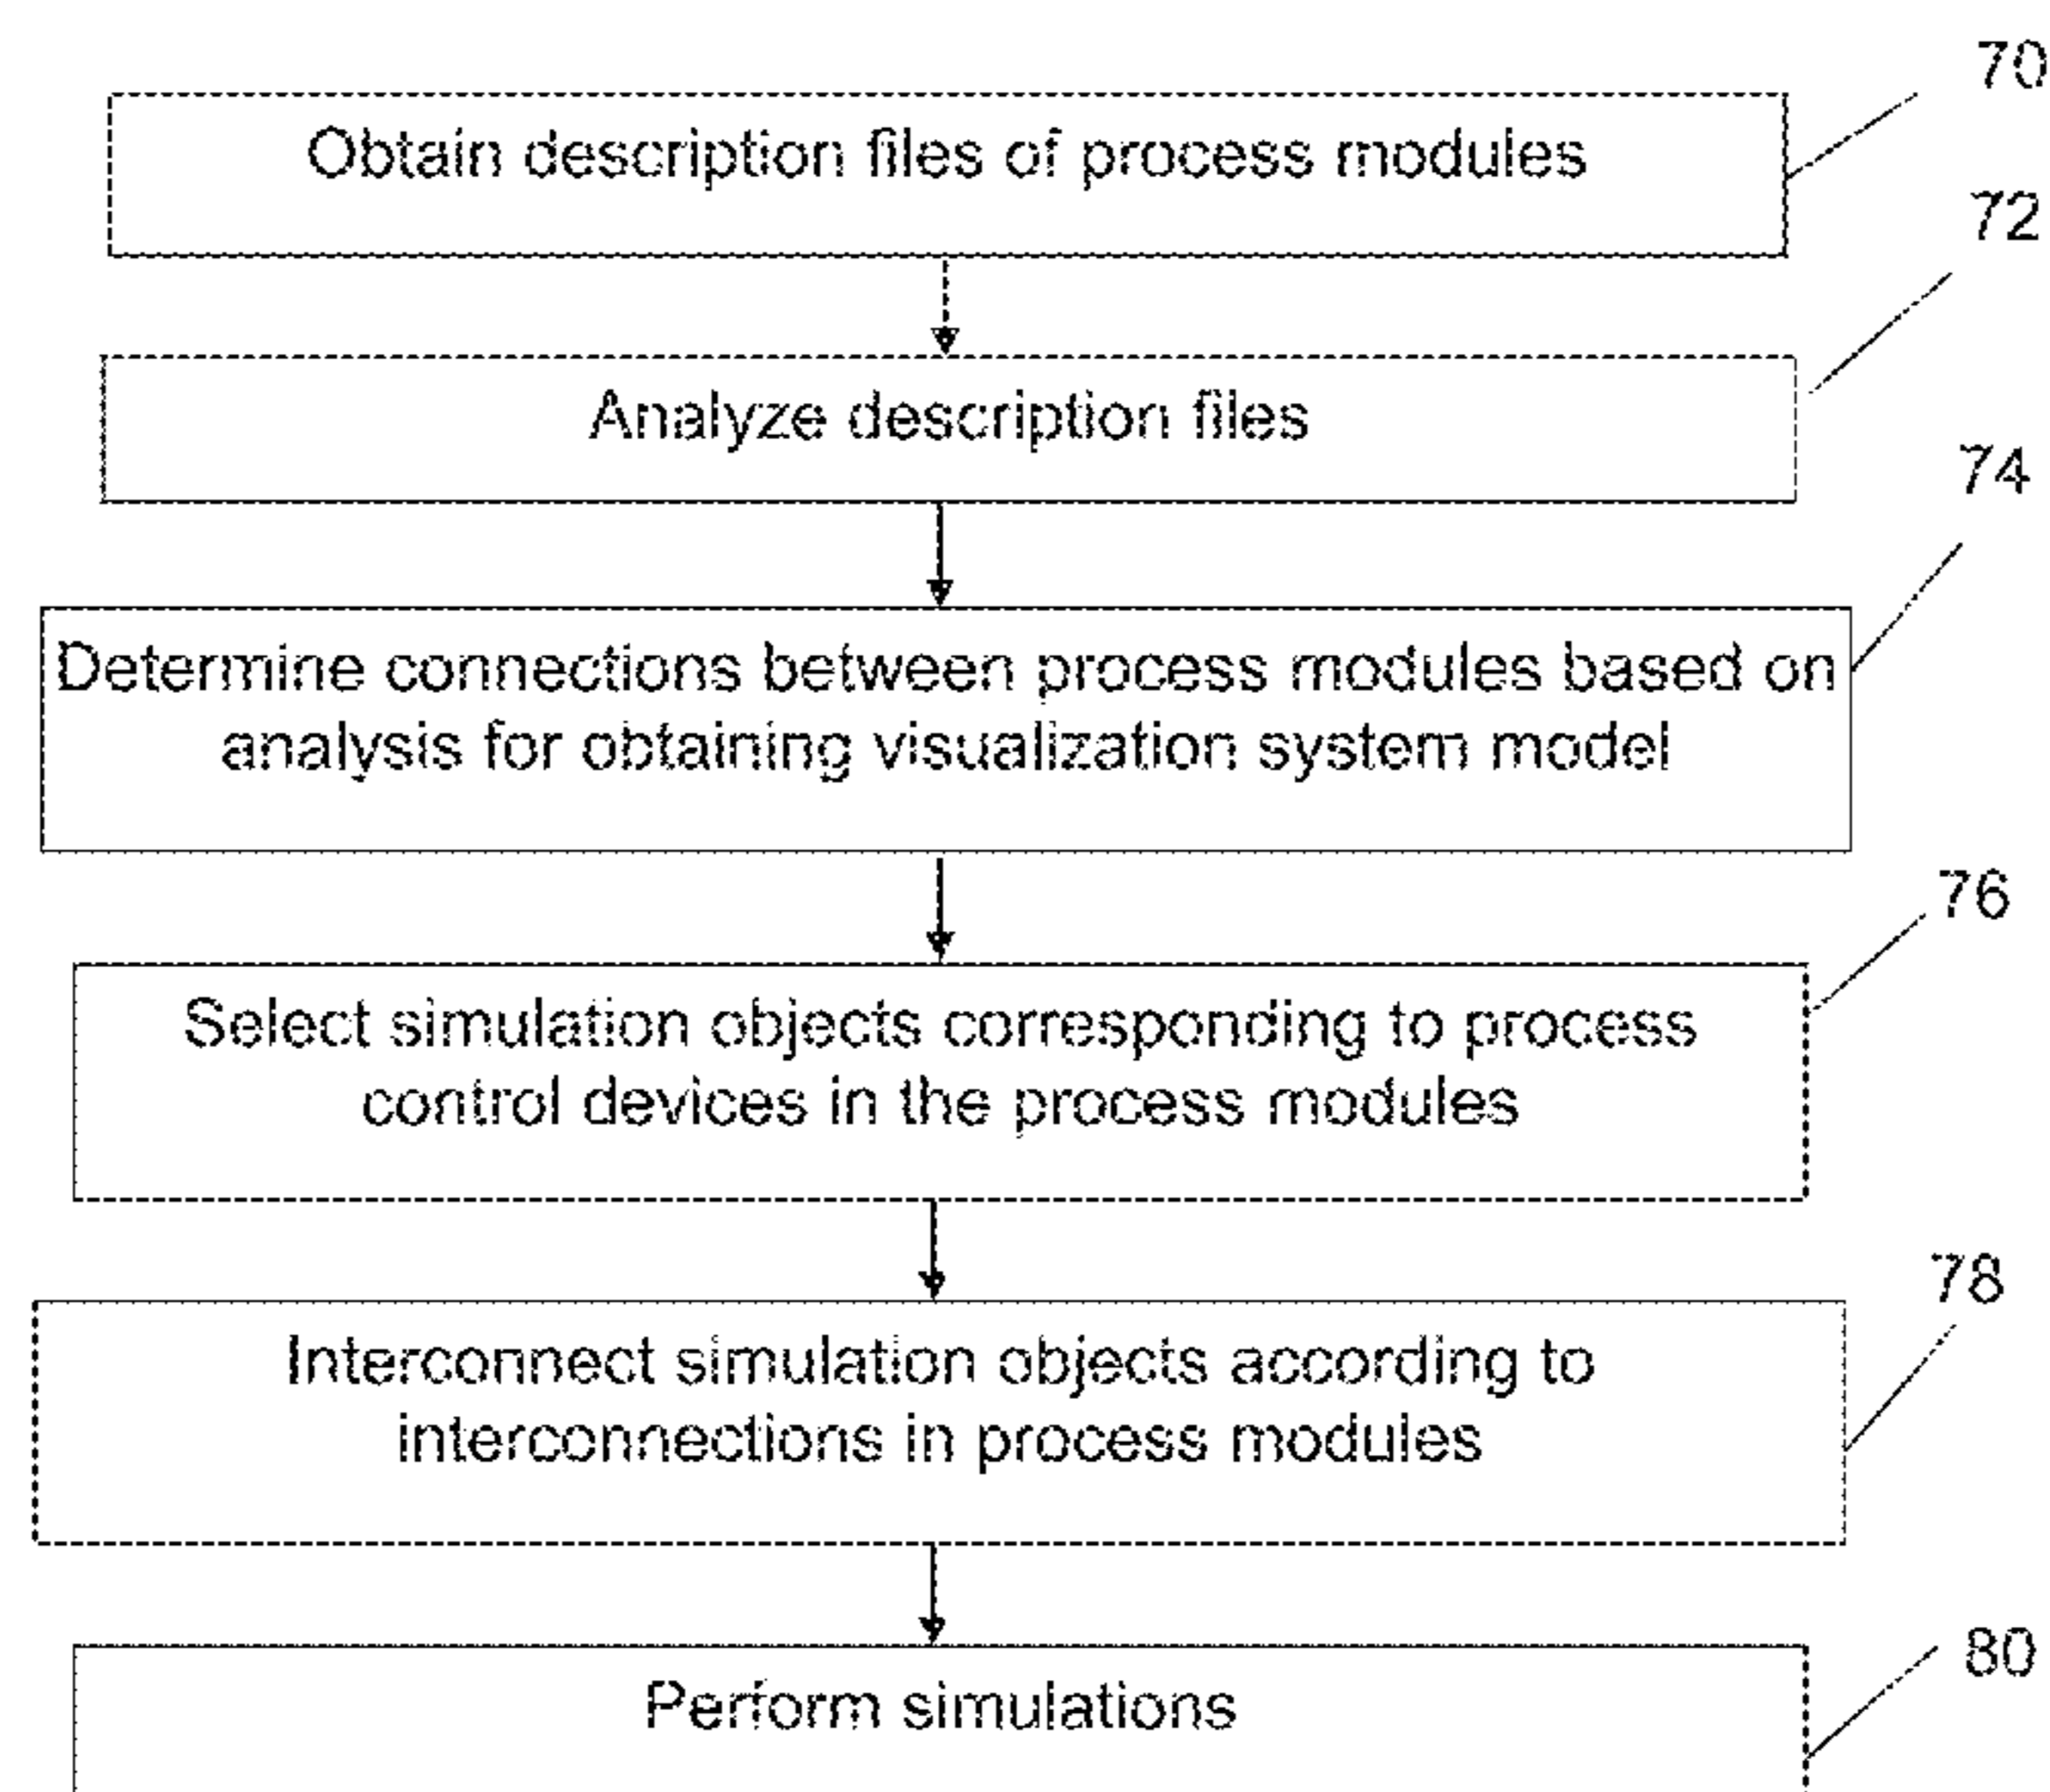 70
Obtain description files of process modules
72
Analyze description files
74
Determine connections between process modules based on
analysis for obtaining visualization system model
76
Select simulation objects corresponding to process
control devices in the process modules
78
Interconnect simulation objects according to
interconnections in process modules
80
Perform simulations